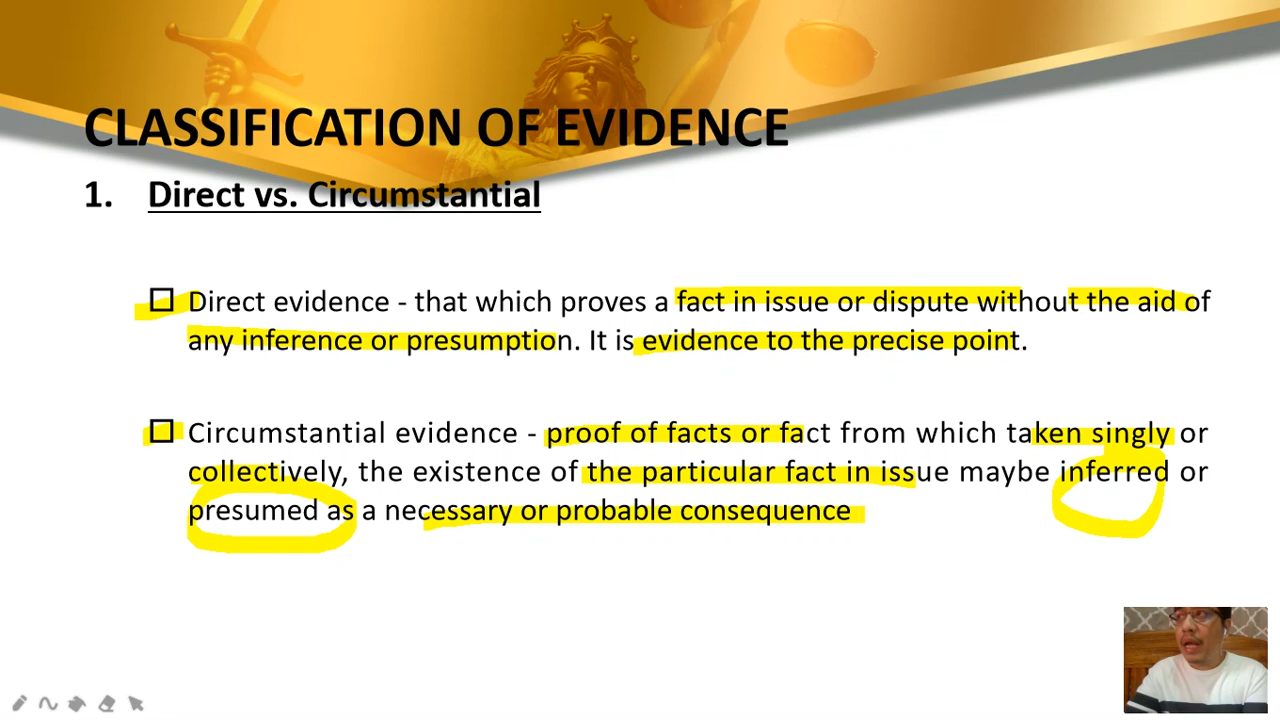 CLASSIFICATION OF EVIDENCE
1. Direct vs. Circumstantial
Direct evidence - that which proves a fact in issue or dispute without the aid of
any inference or presumption. It is evidence to the precise point.
Circumstantial evidence - proof of facts or fact from which taken singly or
collectively, the existence of the particular fact in issue maybe inferred or
presumed as a necessary or probable consequence